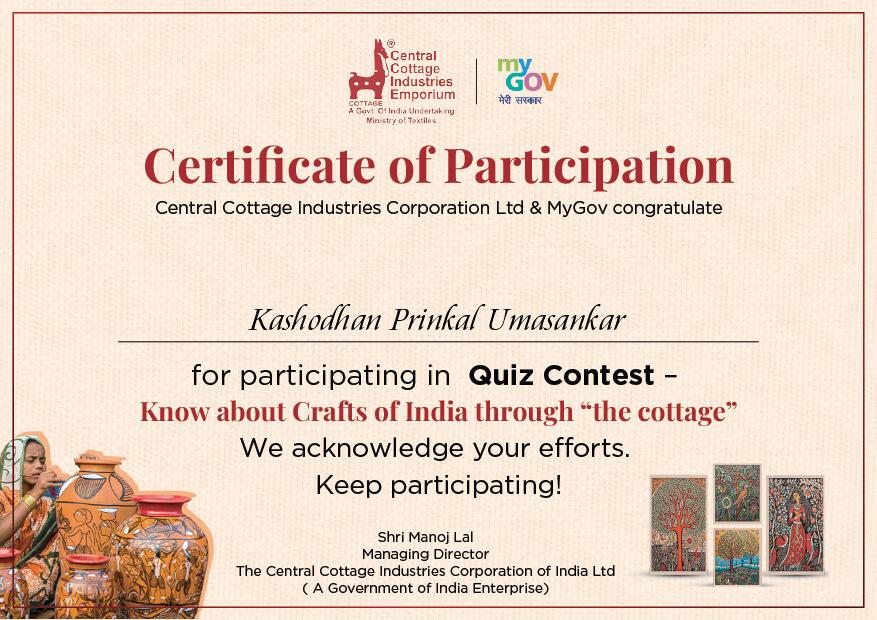 ®
Central
Cottage
Industries
Emporium
COTTAGE
A Govt. Of India Undertaking
Ministry of Textiles
my
GOV
मेरी सरकार
Certificate of Participation
Central Cottage Industries Corporation Ltd & MyGov congratulate
Kashodhan Prinkal Umasankar
for participating in Quiz Contest –
Know about Crafts of India through “the cottage”
We acknowledge your efforts.
Keep participating!
Shri Manoj Lal
Managing Director
The Central Cottage Industries Corporation of India Ltd
( A Government of India Enterprise)